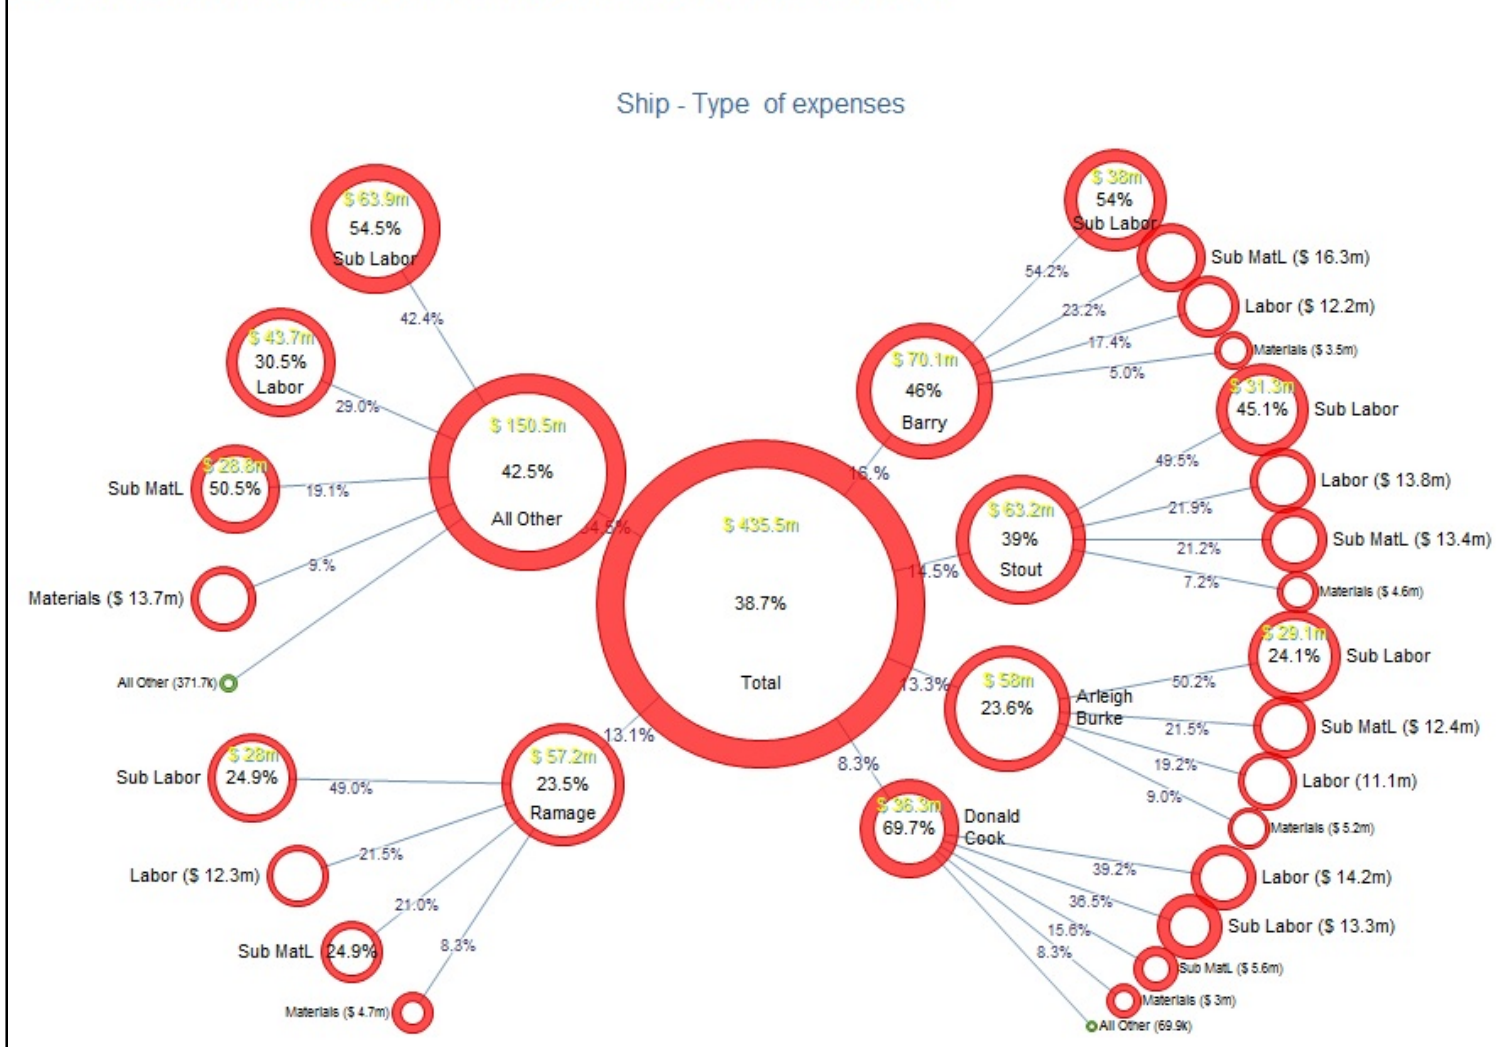 Ship - Type of expenses
$ 63.9m
54.5%
Sub Labor
42.4%
$ 43.7m
30.5%
Labor
29.0%
$ 28.8m
Sub MatL
50.5%
19.1%
Materials ($ 13.7m)
9.%
All Other (371.7k)
$ 150.5m
42.5%
All Other
34.5%
$ 435.5m
38.7%
Total
13.1%
$ 57.2m
23.5%
Ramage
$ 28m
Sub Labor
24.9%
49.0%
Labor ($ 12.3m)
21.5%
Sub MatL
24.9%
21.0%
Materials ($ 4.7m)
8.3%
16.%
$ 70.1m
46%
Barry
$ 38m
54%
Sub Labor
54.2%
Sub MatL ($ 16.3m)
23.2%
Labor ($ 12.2m)
17.4%
Materials ($ 3.5m)
5.0%
14.5%
$ 63.2m
39%
Stout
$ 31.3m
45.1%
Sub Labor
49.5%
Labor ($ 13.8m)
21.9%
Sub MatL ($ 13.4m)
21.2%
Materials ($ 4.6m)
7.2%
13.3%
$ 58m
23.6%
Arleigh
Burke
$ 29.1m
24.1%
Sub Labor
50.2%
Sub MatL ($ 12.4m)
21.5%
Labor (11.1m)
19.2%
Materials ($ 5.2m)
9.0%
8.3%
$ 36.3m
69.7%
Donald
Cook
39.2%
Labor ($ 14.2m)
36.5%
Sub Labor ($ 13.3m)
15.6%
Sub MatL ($ 5.6m)
8.3%
Materials ($ 3m)
All Other (69.9k)